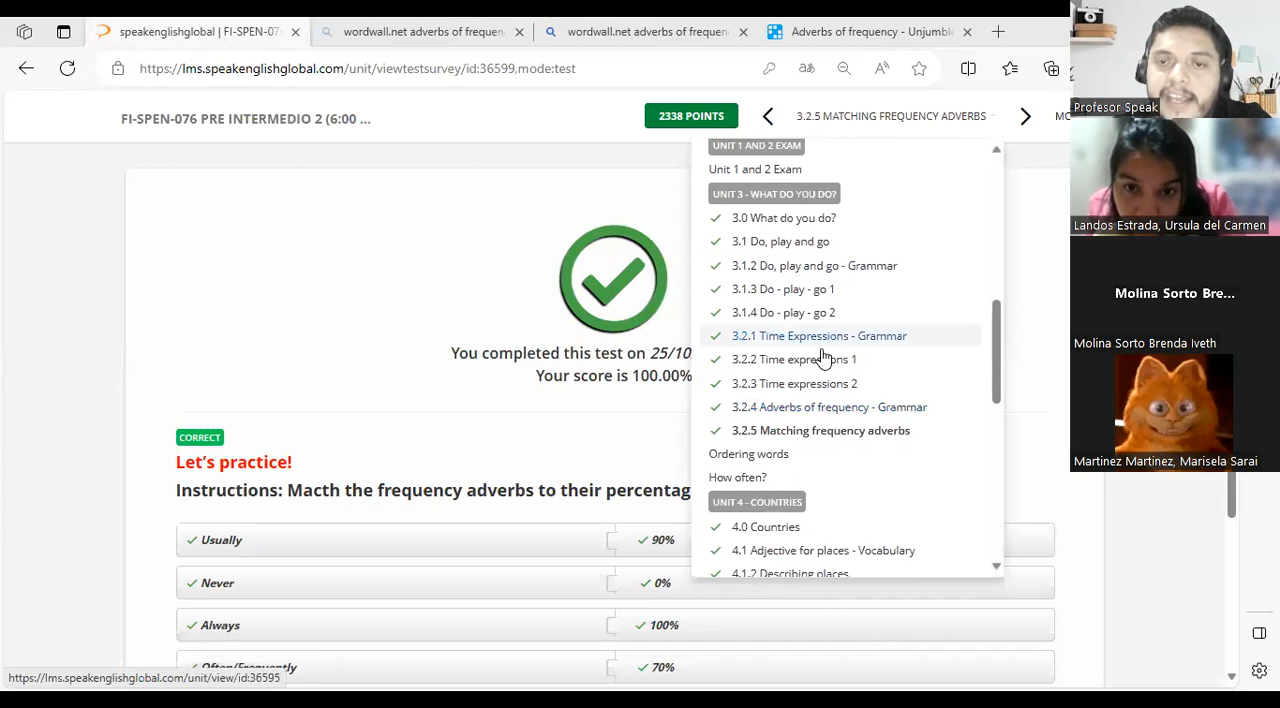 speakenglishglobal | FI-SPEN-07
wordwall.net adverbs of frequen
wordwall.net adverbs of frequen
Adverbs of frequency - Unjumble
https://lms.speakenglishglobal.com/unit/viewtestsurvey/id:36599,mode:test
FI-SPEN-076 PRE INTERMEDIO 2 (6:00 ...
2338 POINTS
3.2.5 MATCHING FREQUENCY ADVERBS
MO
UNIT 1 AND 2 EXAM
Unit 1 and 2 Exam
UNIT 3 - WHAT DO YOU DO?
3.0 What do you do?
3.1 Do, play and go
3.1.2 Do, play and go - Grammar
3.1.3 Do - play - go 1
3.1.4 Do - play - go 2
3.2.1 Time Expressions - Grammar
3.2.2 Time expressions 1
3.2.3 Time expressions 2
3.2.4 Adverbs of frequency - Grammar
3.2.5 Matching frequency adverbs
Ordering words
How often?
UNIT 4 - COUNTRIES
4.0 Countries
4.1 Adjective for places - Vocabulary
4.1.2 Describing places
You completed this test on 25/10
Your score is 100.00%
CORRECT
Let's practice!
Instructions: Macth the frequency adverbs to their percentag
Usually 90%
Never 0%
Always 100%
Often/Frequently 70%
https://lms.speakenglishglobal.com/unit/view/id:36595
Profesor Speak
Landos Estrada, Ursula del Carmen
Molina Sorto Bre...
Molina Sorto Brenda Iveth
Martinez Martinez, Marisela Sarai